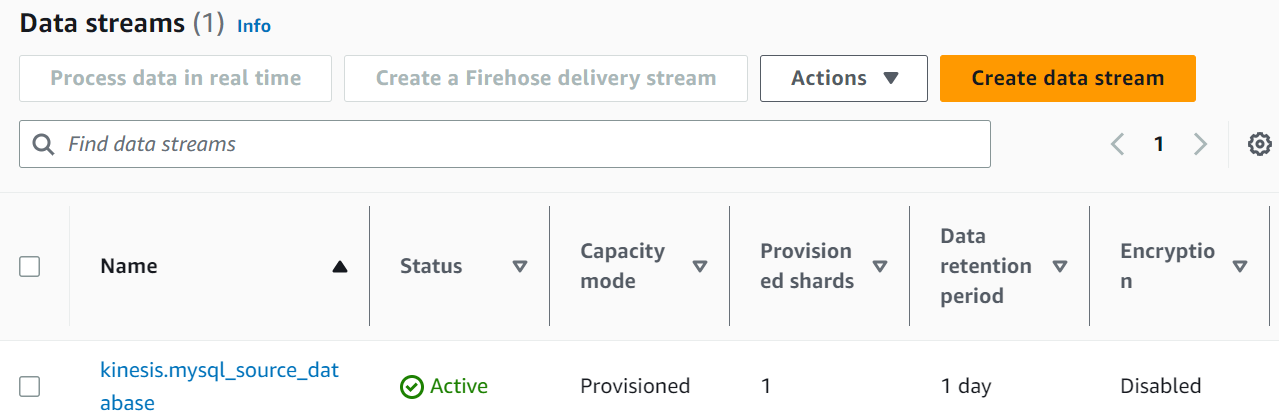 Data streams (1) Info
Process data in real time Create a Firehose delivery stream Actions Create data stream
Find data streams 1
Name Status Capacity mode Provisioned shards Data retention period Encryption
kinesis.mysql_source_database Active Provisioned 1 1 day Disabled